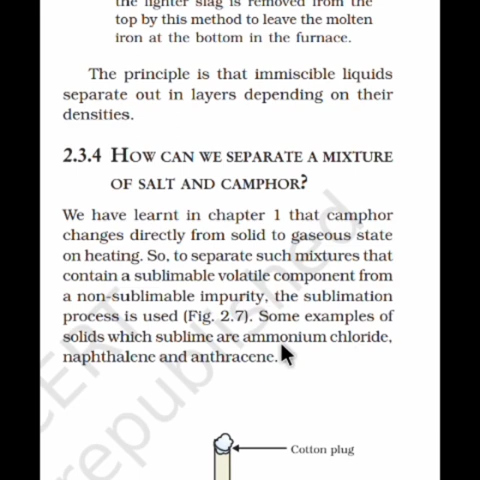 the lighter slag is removed from the
top by this method to leave the molten
iron at the bottom in the furnace.
The principle is that immiscible liquids
separate out in layers depending on their
densities.
2.3.4 HOW CAN WE SEPARATE A MIXTURE
OF SALT AND CAMPHOR?
We have learnt in chapter 1 that camphor
changes directly from solid to gaseous state
on heating. So, to separate such mixtures that
contain a sublimable volatile component from
a non-sublimable impurity, the sublimation
process is used (Fig. 2.7). Some examples of
solids which sublime are ammonium chloride,
naphthalene and anthracene.
Cotton plug
republished